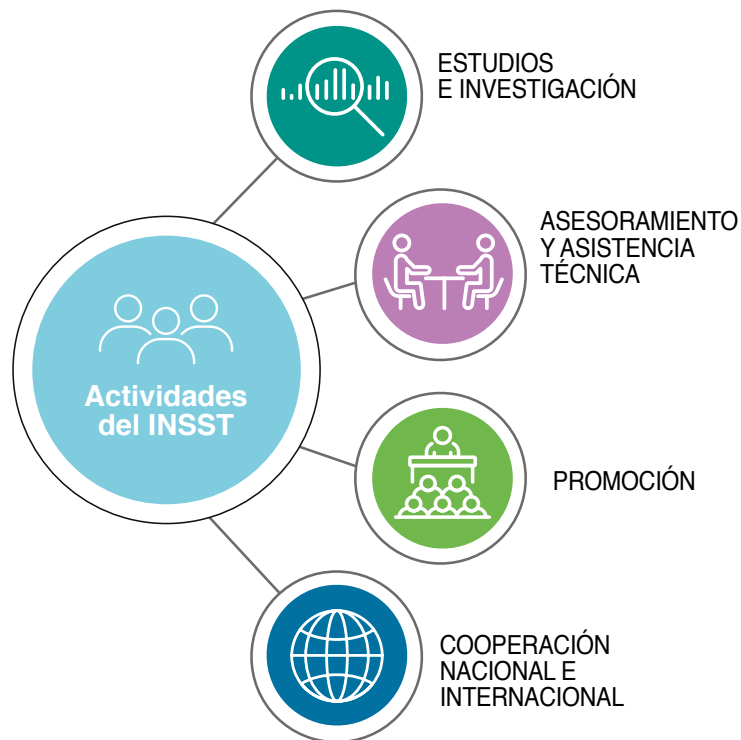 ESTUDIOS
E INVESTIGACIÓN
ASESORAMIENTO
Y ASISTENCIA
TÉCNICA
Actividades
del INSST
PROMOCIÓN
COOPERACIÓN
NACIONAL E
INTERNACIONAL